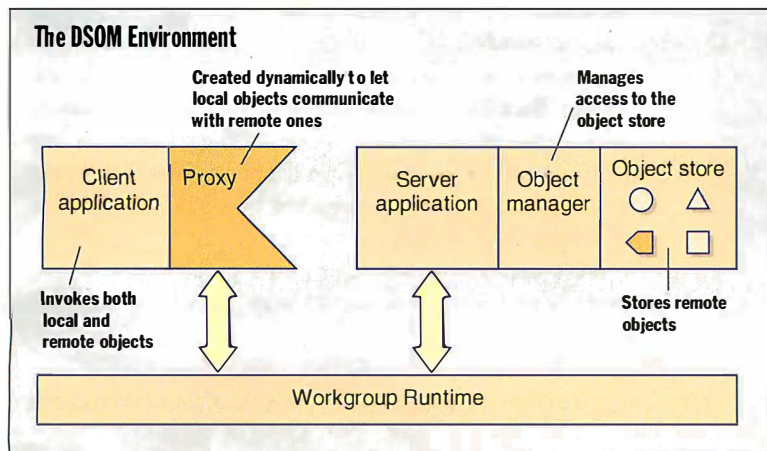 The DSOM Environment
Created dynamically to let
local objects communicate
with remote ones
Manages
access to the
object store
Client
application
Proxy
Server
application
Object
manager
Object store
Invokes both
local and
remote objects
Stores remote
objects
Workgroup Runtime